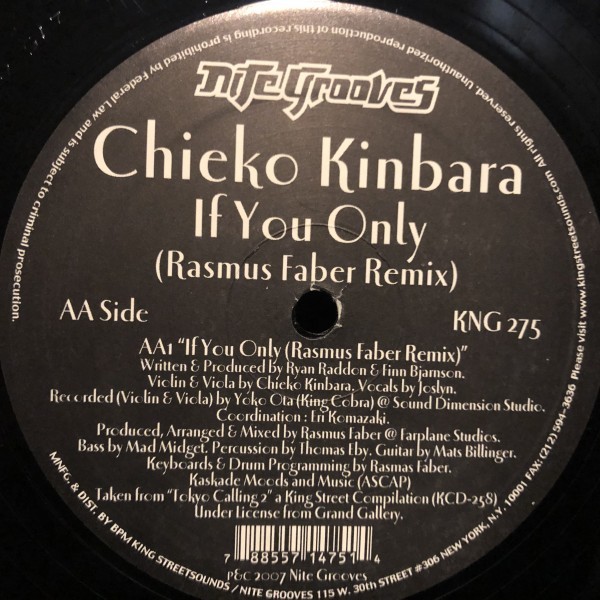 NITE GROOVES
Chieko Kinbara
If You Only
(Rasmus Faber Remix)
AA Side
KNG 275
AA1 “If You Only (Rasmus Faber Remix)”
Written & Produced by Ryan Raddon & Finn Bjarnson.
Violin & Viola by Chieko Kinbara. Vocals by Joslyn.
Recorded (Violin & Viola) by Yoko Ota (King Cobra) @ Sound Dimension Studio.
Coordination : Eri Komazaki.
Produced, Arranged & Mixed by Rasmus Faber @ Farplane Studios.
Bass by Mad Midget. Percussion by Thomas Eby. Guitar by Mats Billinger.
Keyboards & Drum Programming by Rasmas Faber.
Kaskade Moods and Music (ASCAP)
Taken from “Tokyo Calling 2” a King Street Compilation (KCD-258)
Under License from Grand Gallery.
7 88557 14751 4
P&C 2007 Nite Grooves
MNFG. & DIST. BY BPM KING STREETSOUNDS / NITE GROOVES 115 W. 30th STREET #306 NEW YORK, N.Y. 10001 FAX: (212) 594-3636 Please visit www.kingstreetsounds.com All rights reserved. Unauthorized reproduction of this recording is prohibited by Federal Law and is subject to criminal prosecution.